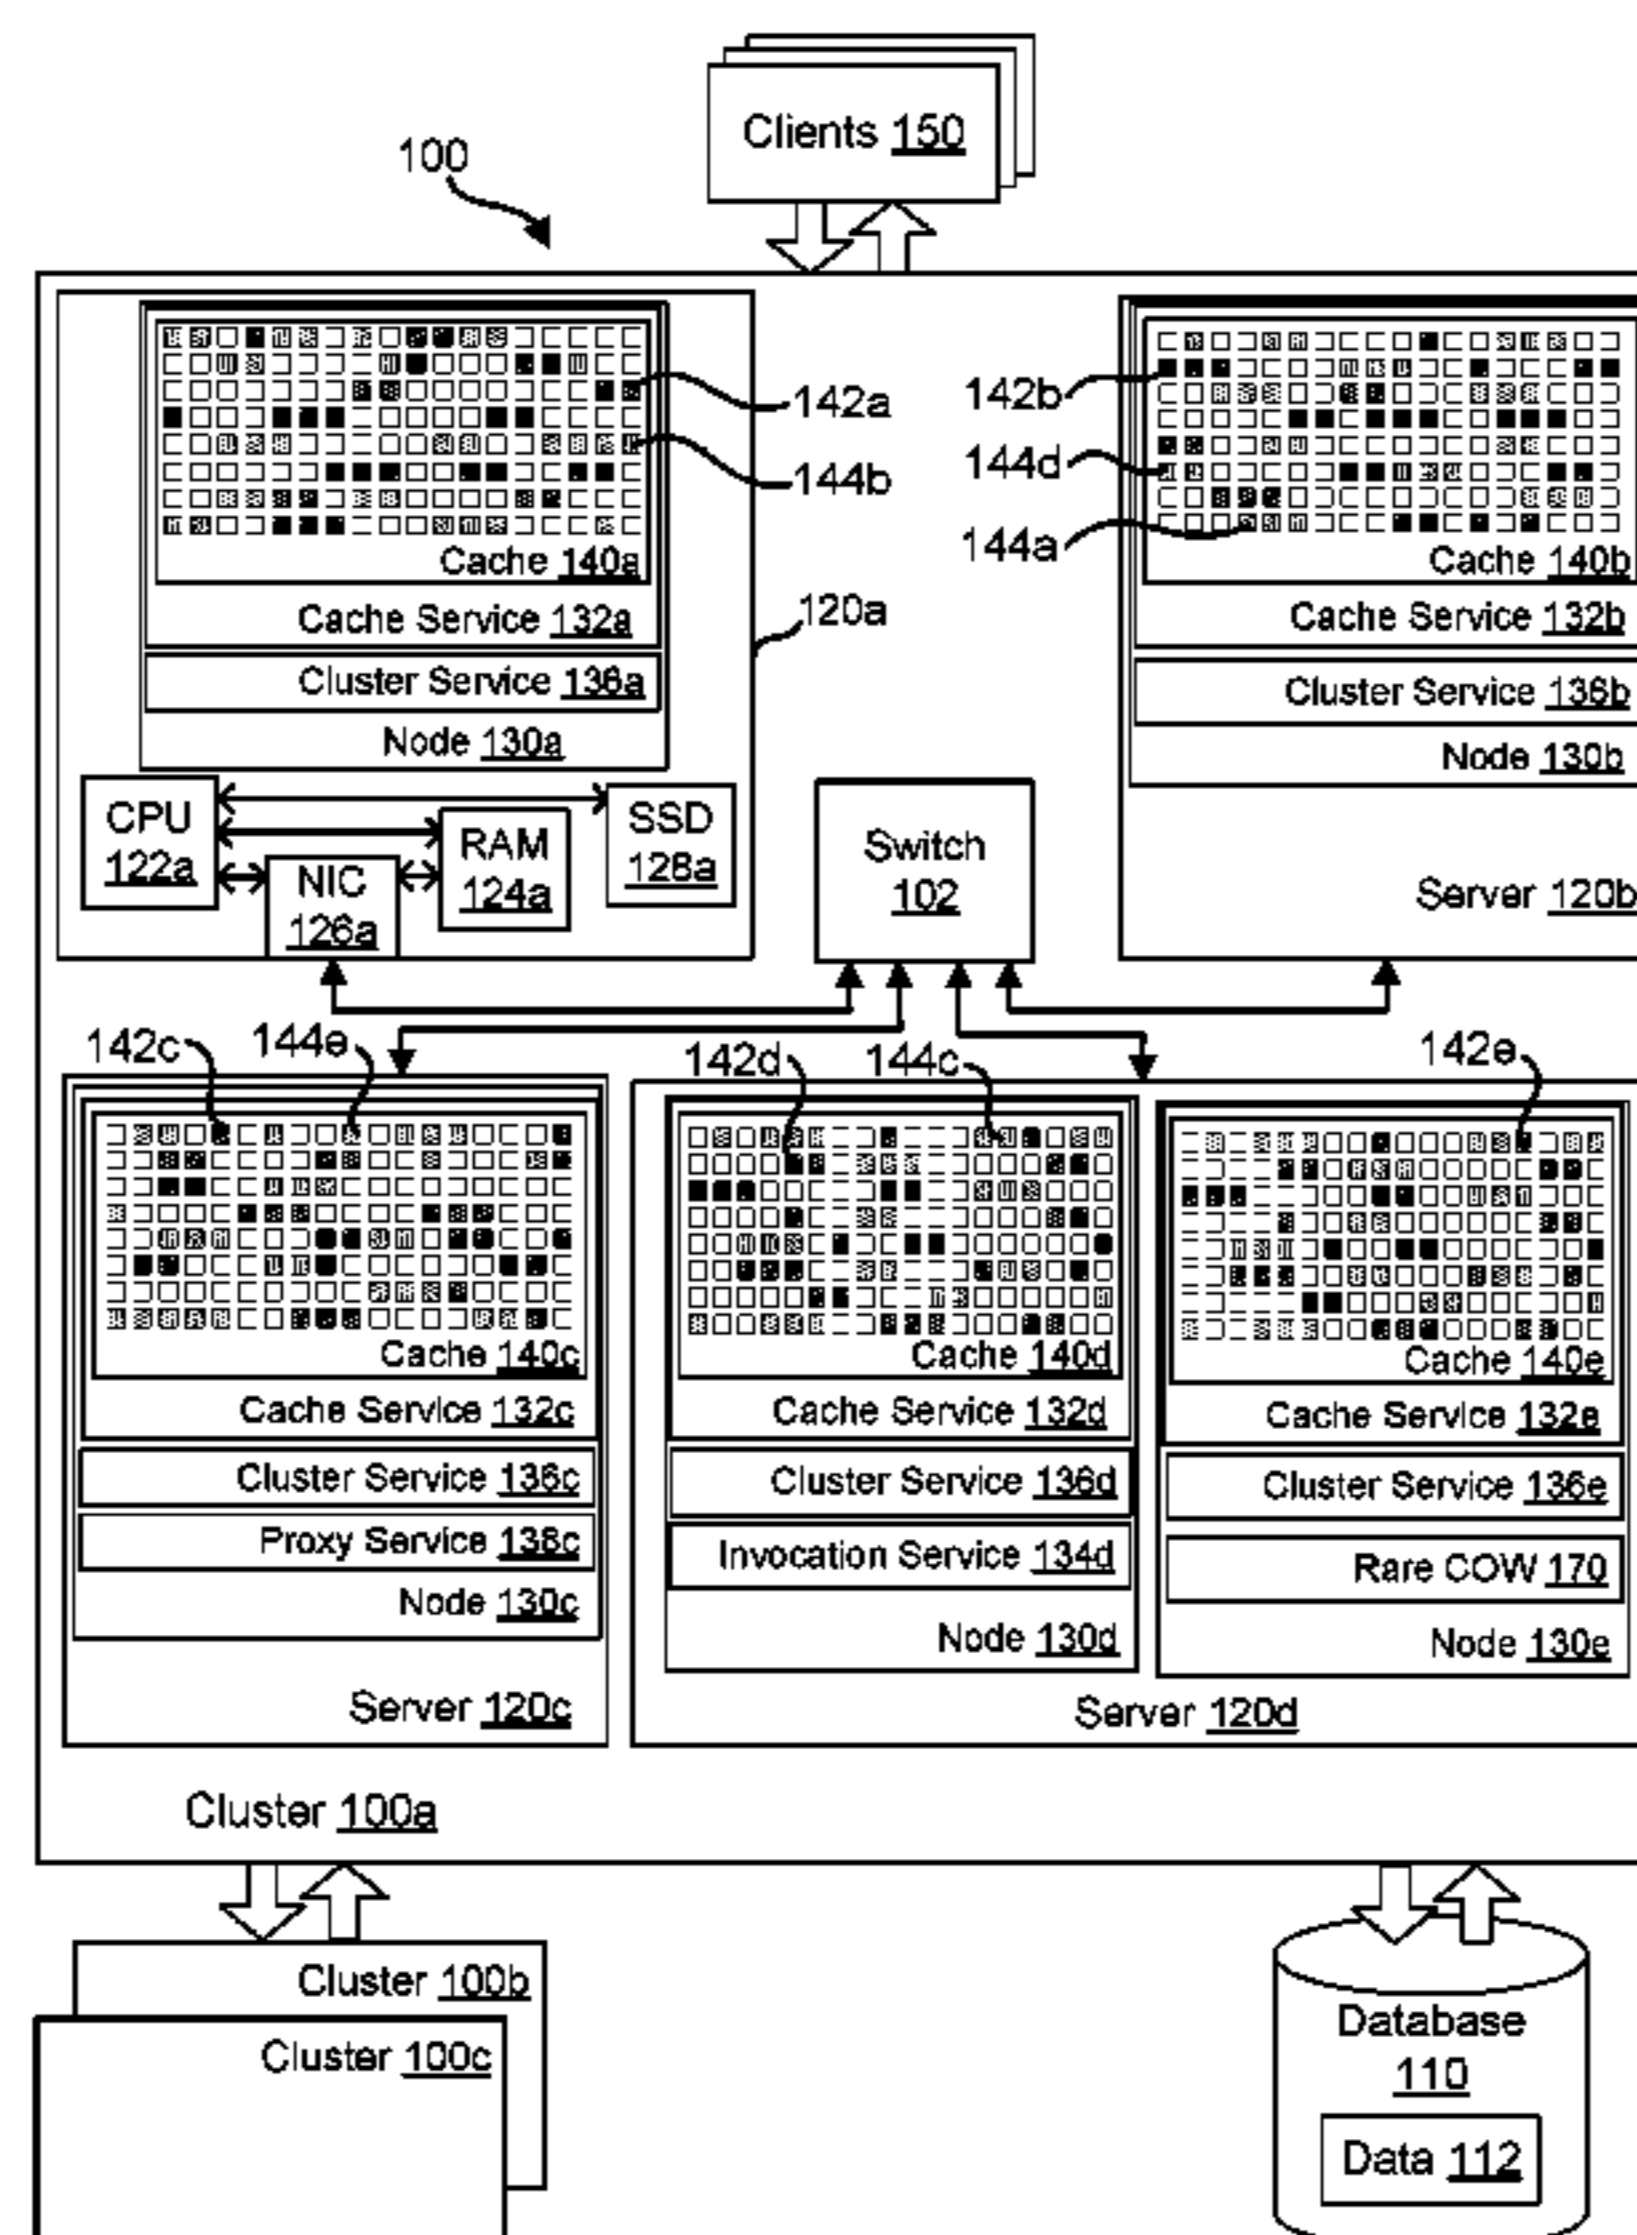 Clients 150
100
142a
144b
142b
144d
144a
Cache 140a
Cache Service 132a
Cluster Service 136a
Node 130a
120a
Cache 140b
Cache Service 132b
Cluster Service 136b
Node 130b
Server 120b
CPU
122a
NIC
126a
RAM
124a
SSD
128a
Switch
102
142c
144e
142d
144c
142e
Cache 140c
Cache Service 132c
Cluster Service 136c
Proxy Service 138c
Node 130c
Server 120c
Cache 140d
Cache Service 132d
Cluster Service 136d
Invocation Service 134d
Node 130d
Cache 140e
Cache Service 132e
Cluster Service 136e
Rare COW 170
Node 130e
Server 120d
Cluster 100a
Cluster 100b
Cluster 100c
Database
110
Data 112